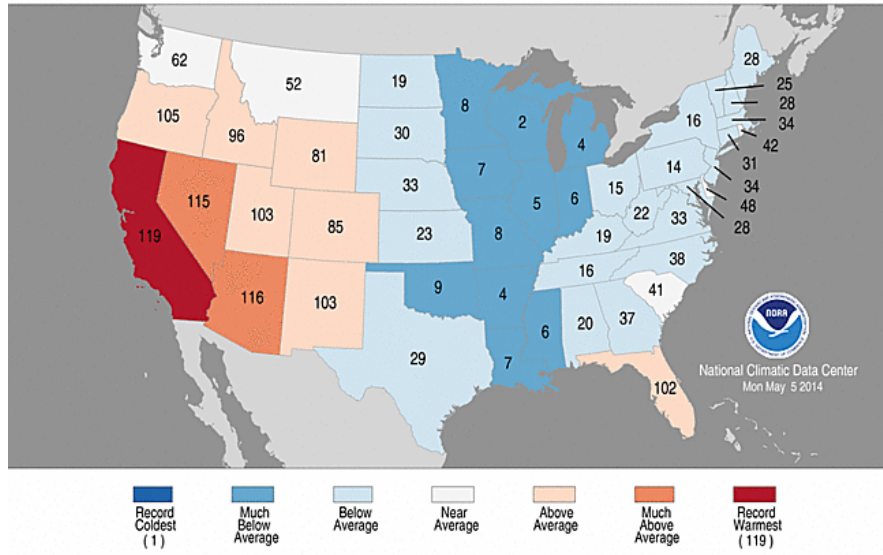 62
52
19
8
2
28
25
105
96
30
16
28
34
4
42
81
7
14
31
115
33
5
6
15
34
103
85
22
48
119
23
8
19
33
28
116
103
9
4
16
38
41
6
20
37
29
7
102
NOAA
National Climatic Data Center
Mon May 5 2014
Record
Coldest
( 1 )
Much
Below
Average
Below
Average
Near
Average
Above
Average
Much
Above
Average
Record
Warmest
( 119 )